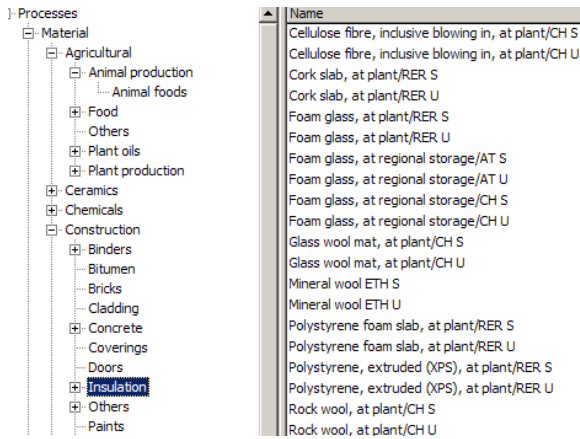 Processes
Material
Agricultural
Animal production
Animal foods
Food
Others
Plant oils
Plant production
Ceramics
Chemicals
Construction
Binders
Bitumen
Bricks
Cladding
Concrete
Coverings
Doors
Insulation
Others
Paints
Name
Cellulose fibre, inclusive blowing in, at plant/CH S
Cellulose fibre, inclusive blowing in, at plant/CH U
Cork slab, at plant/RER S
Cork slab, at plant/RER U
Foam glass, at plant/RER S
Foam glass, at plant/RER U
Foam glass, at regional storage/AT S
Foam glass, at regional storage/AT U
Foam glass, at regional storage/CH S
Foam glass, at regional storage/CH U
Glass wool mat, at plant/CH S
Glass wool mat, at plant/CH U
Mineral wool ETH S
Mineral wool ETH U
Polystyrene foam slab, at plant/RER S
Polystyrene foam slab, at plant/RER U
Polystyrene, extruded (XPS), at plant/RER S
Polystyrene, extruded (XPS), at plant/RER U
Rock wool, at plant/CH S
Rock wool, at plant/CH U